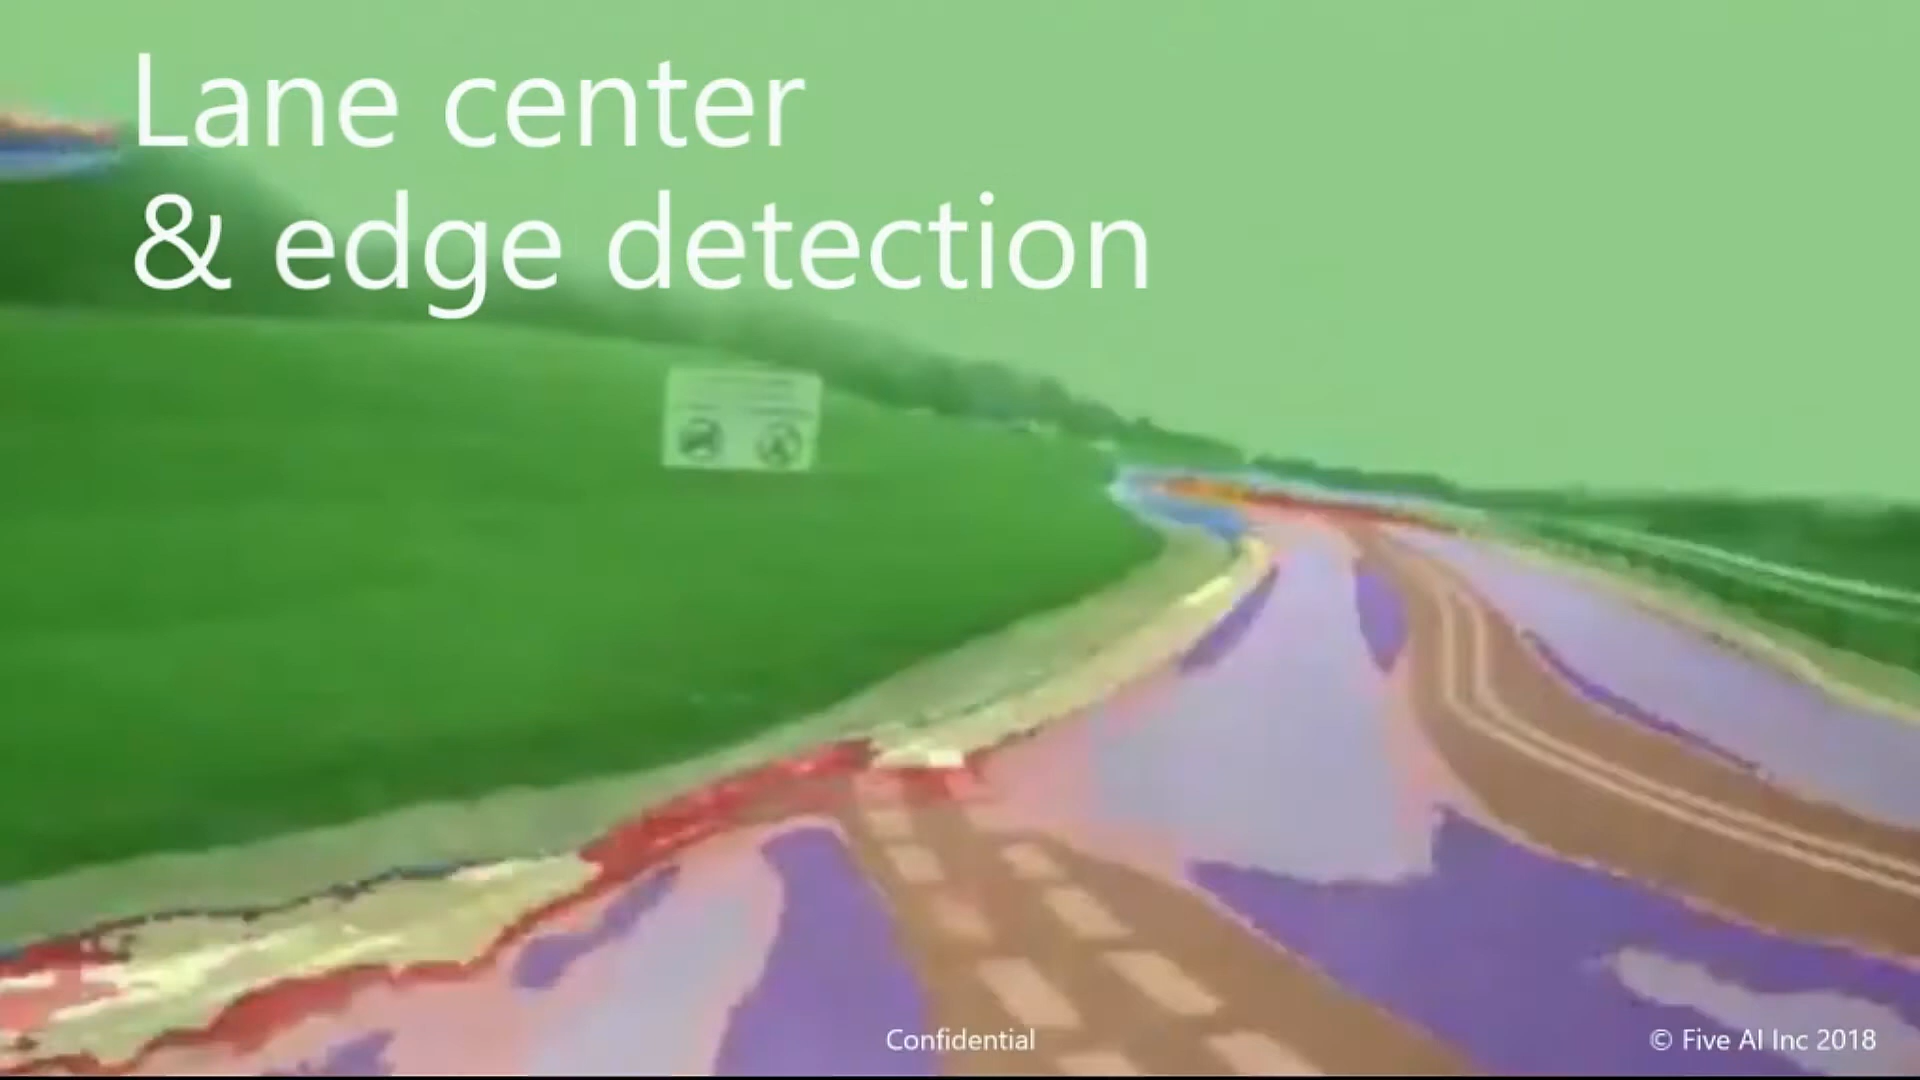 Lane center
& edge detection
Confidential
© Five AI Inc 2018